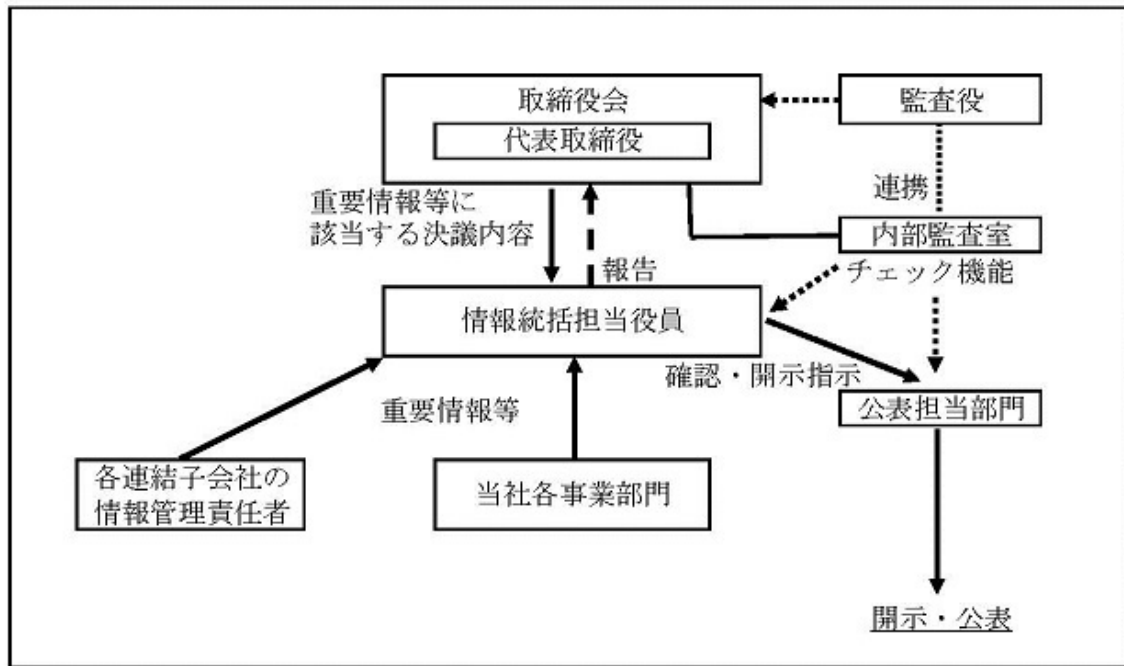 取締役会
監査役
代表取締役
連携
重要情報等に
該当する決議内容
内部監査室
報告
チェック機能
情報統括担当役員
確認・開示指示
重要情報等
公表担当部門
各連結子会社の
情報管理責任者
当社各事業部門
開示・公表